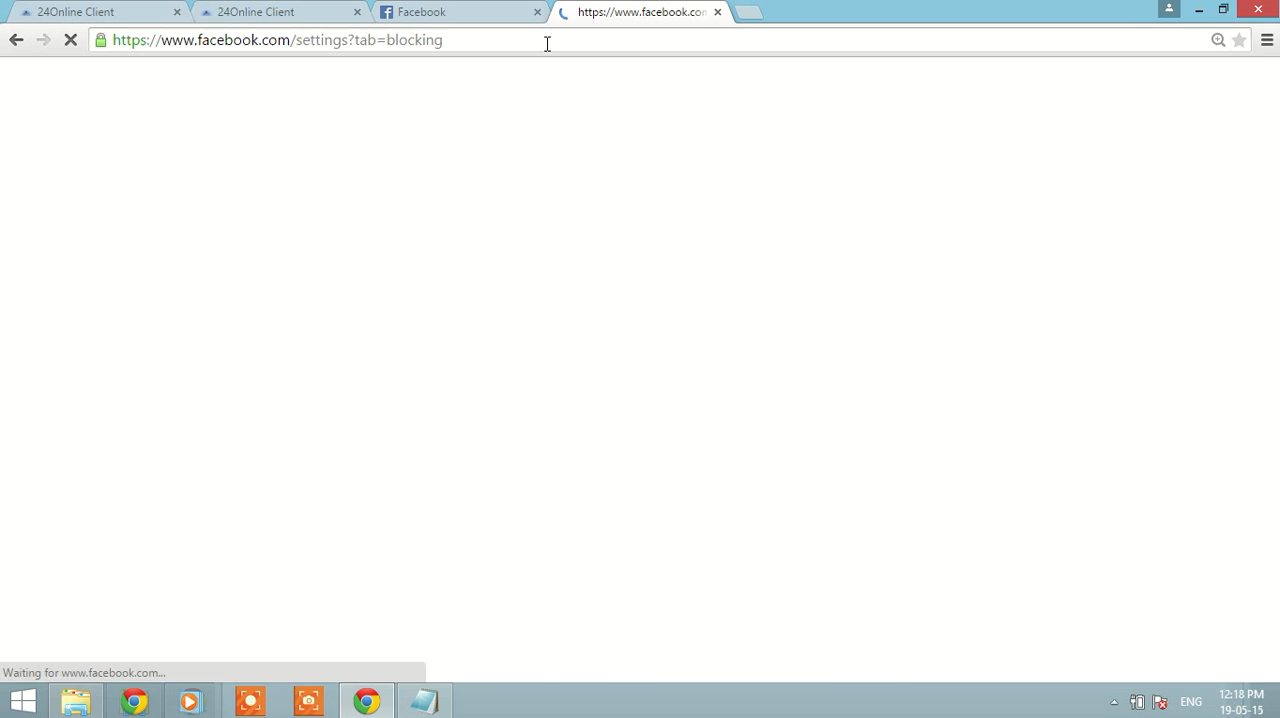 24Online Client
24Online Client
Facebook
https://www.facebook.con
https://www.facebook.com/settings?tab=blocking
Waiting for www.facebook.com...
ENG
12:18 PM
19-05-15